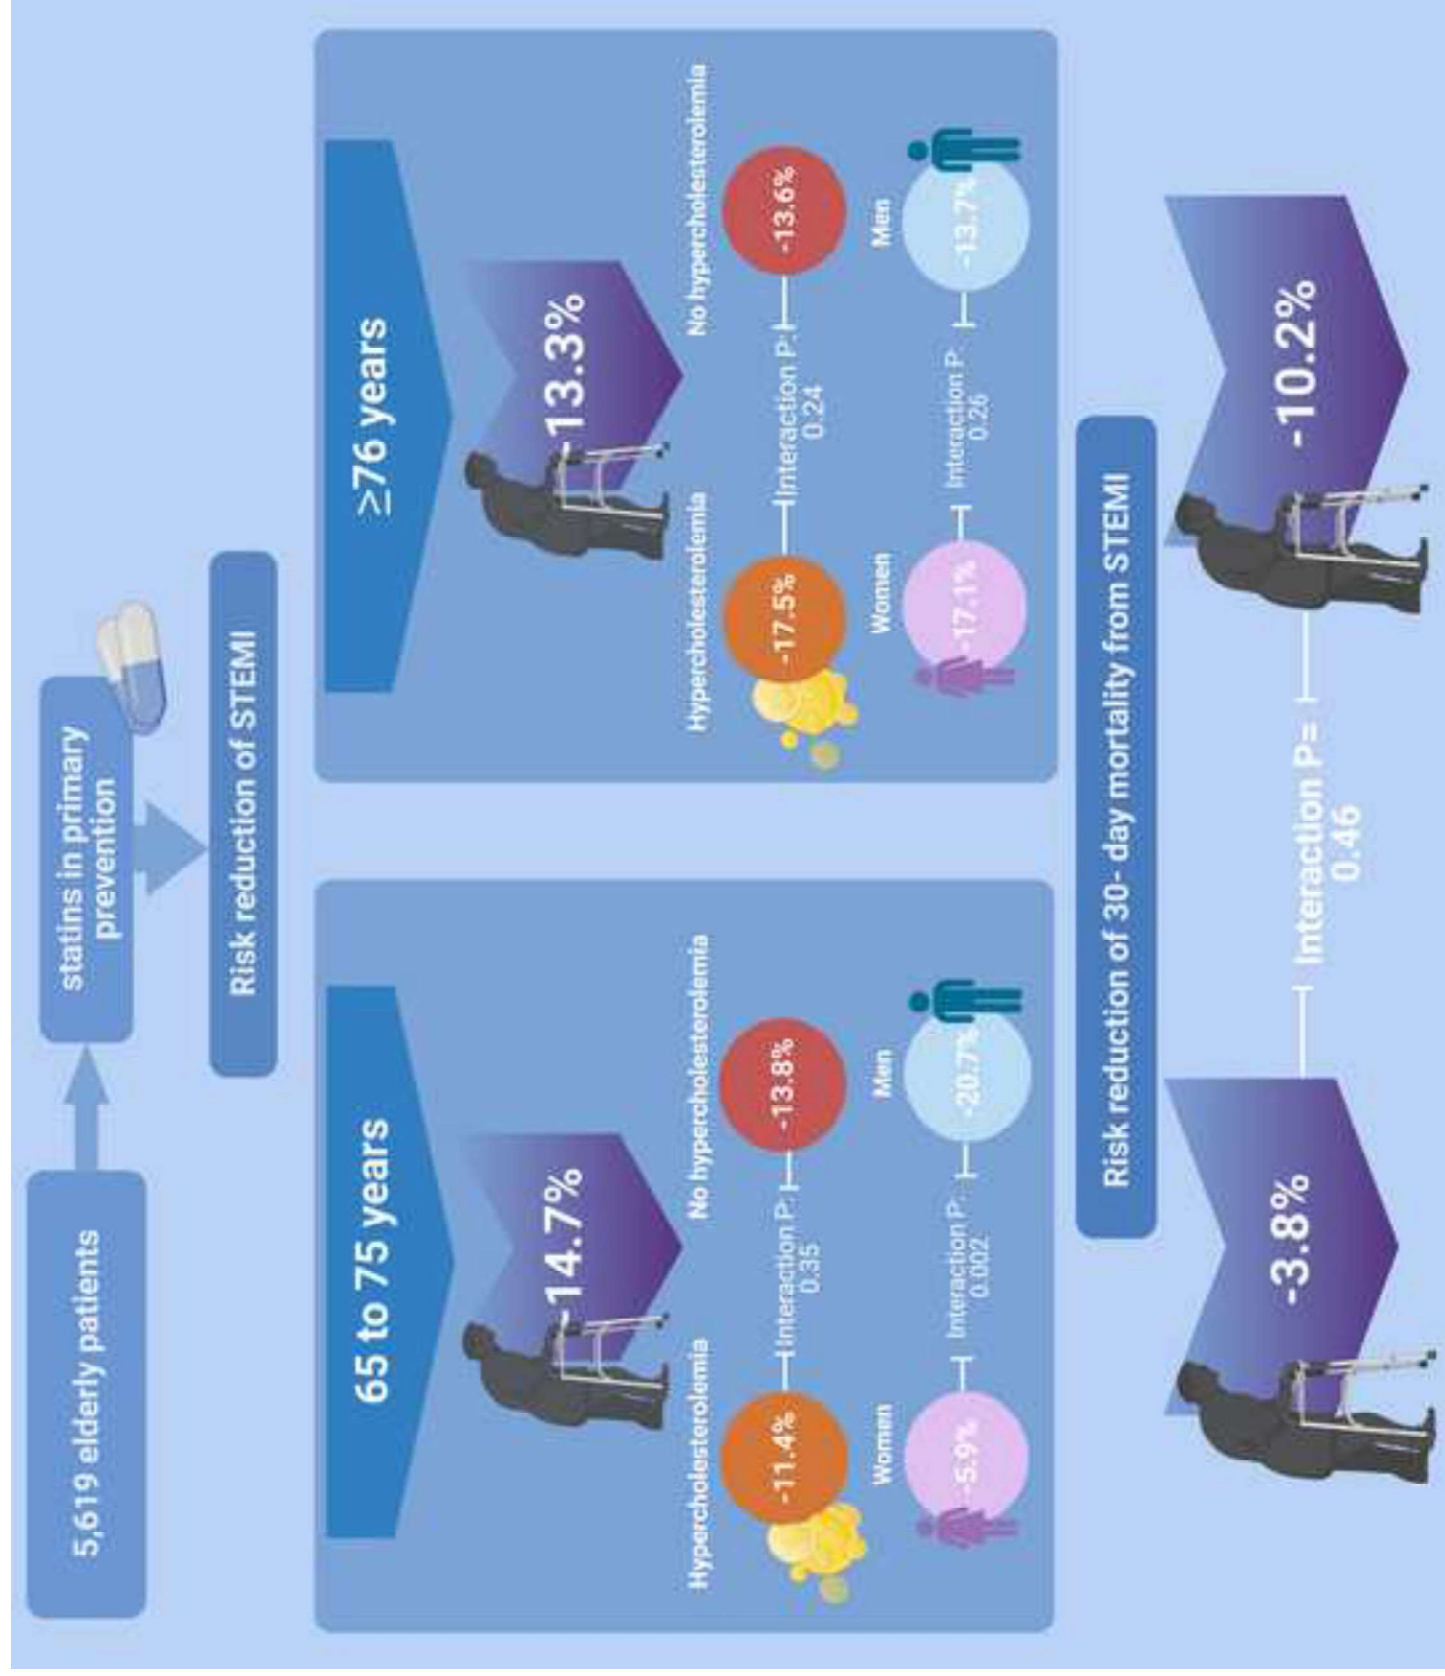 5,619 elderly patients
statins in primary
prevention
Risk reduction of STEMI
65 to 75 years
-14.7%
Hypercholesterolemia
No hypercholesterolemia
-11.4%
Interaction P:
0.35
-13.8%
Women
Men
-5.9%
Interaction P:
0.002
-20.7%
≥76 years
-13.3%
Hypercholesterolemia
No hypercholesterolemia
-17.5%
Interaction P:
0.24
-13.6%
Women
Men
-17.1%
Interaction P:
0.26
-13.7%
Risk reduction of 30- day mortality from STEMI
-3.8%
Interaction P=
0.46
-10.2%